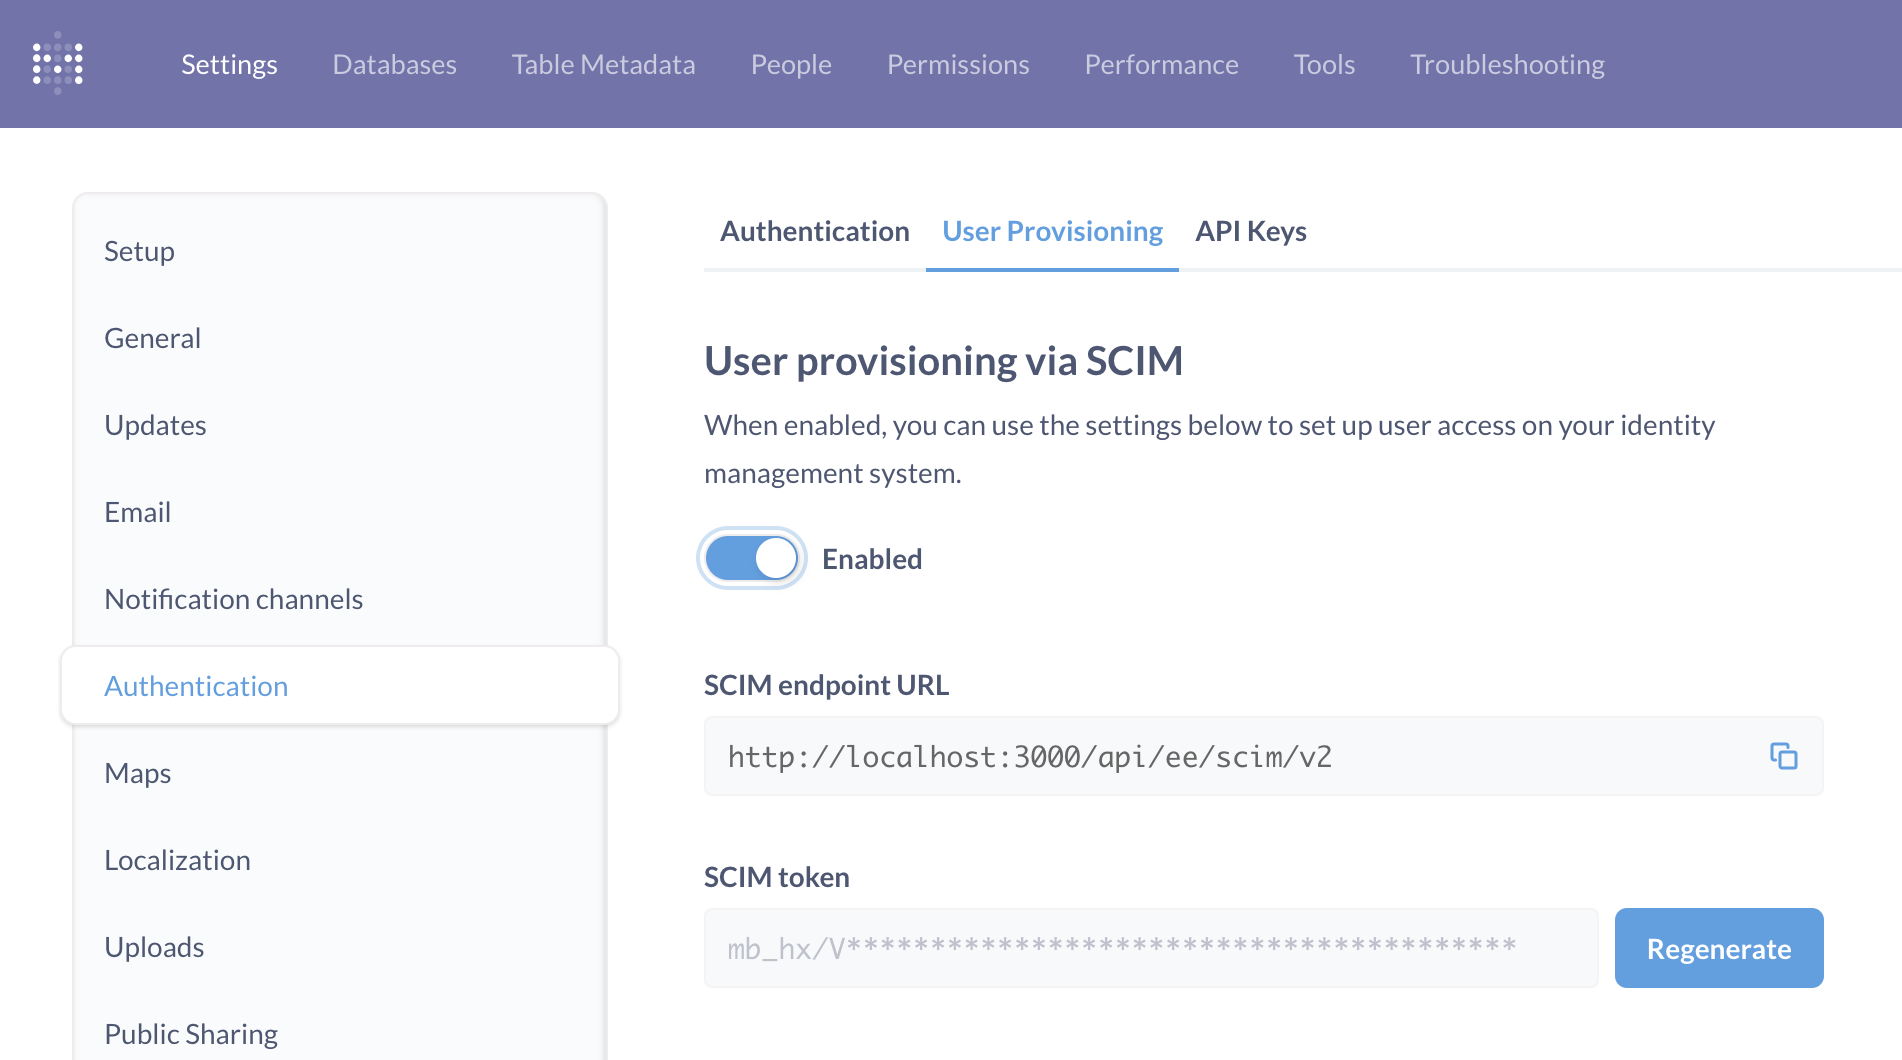 Settings Databases Table Metadata People Permissions Performance Tools Troubleshooting
Setup
General
Updates
Email
Notification channels
Authentication
Maps
Localization
Uploads
Public Sharing
Authentication User Provisioning API Keys
User provisioning via SCIM
When enabled, you can use the settings below to set up user access on your identity
management system.
Enabled
SCIM endpoint URL
http://localhost:3000/api/ee/scim/v2
SCIM token
mb_hx/V****************************************
Regenerate